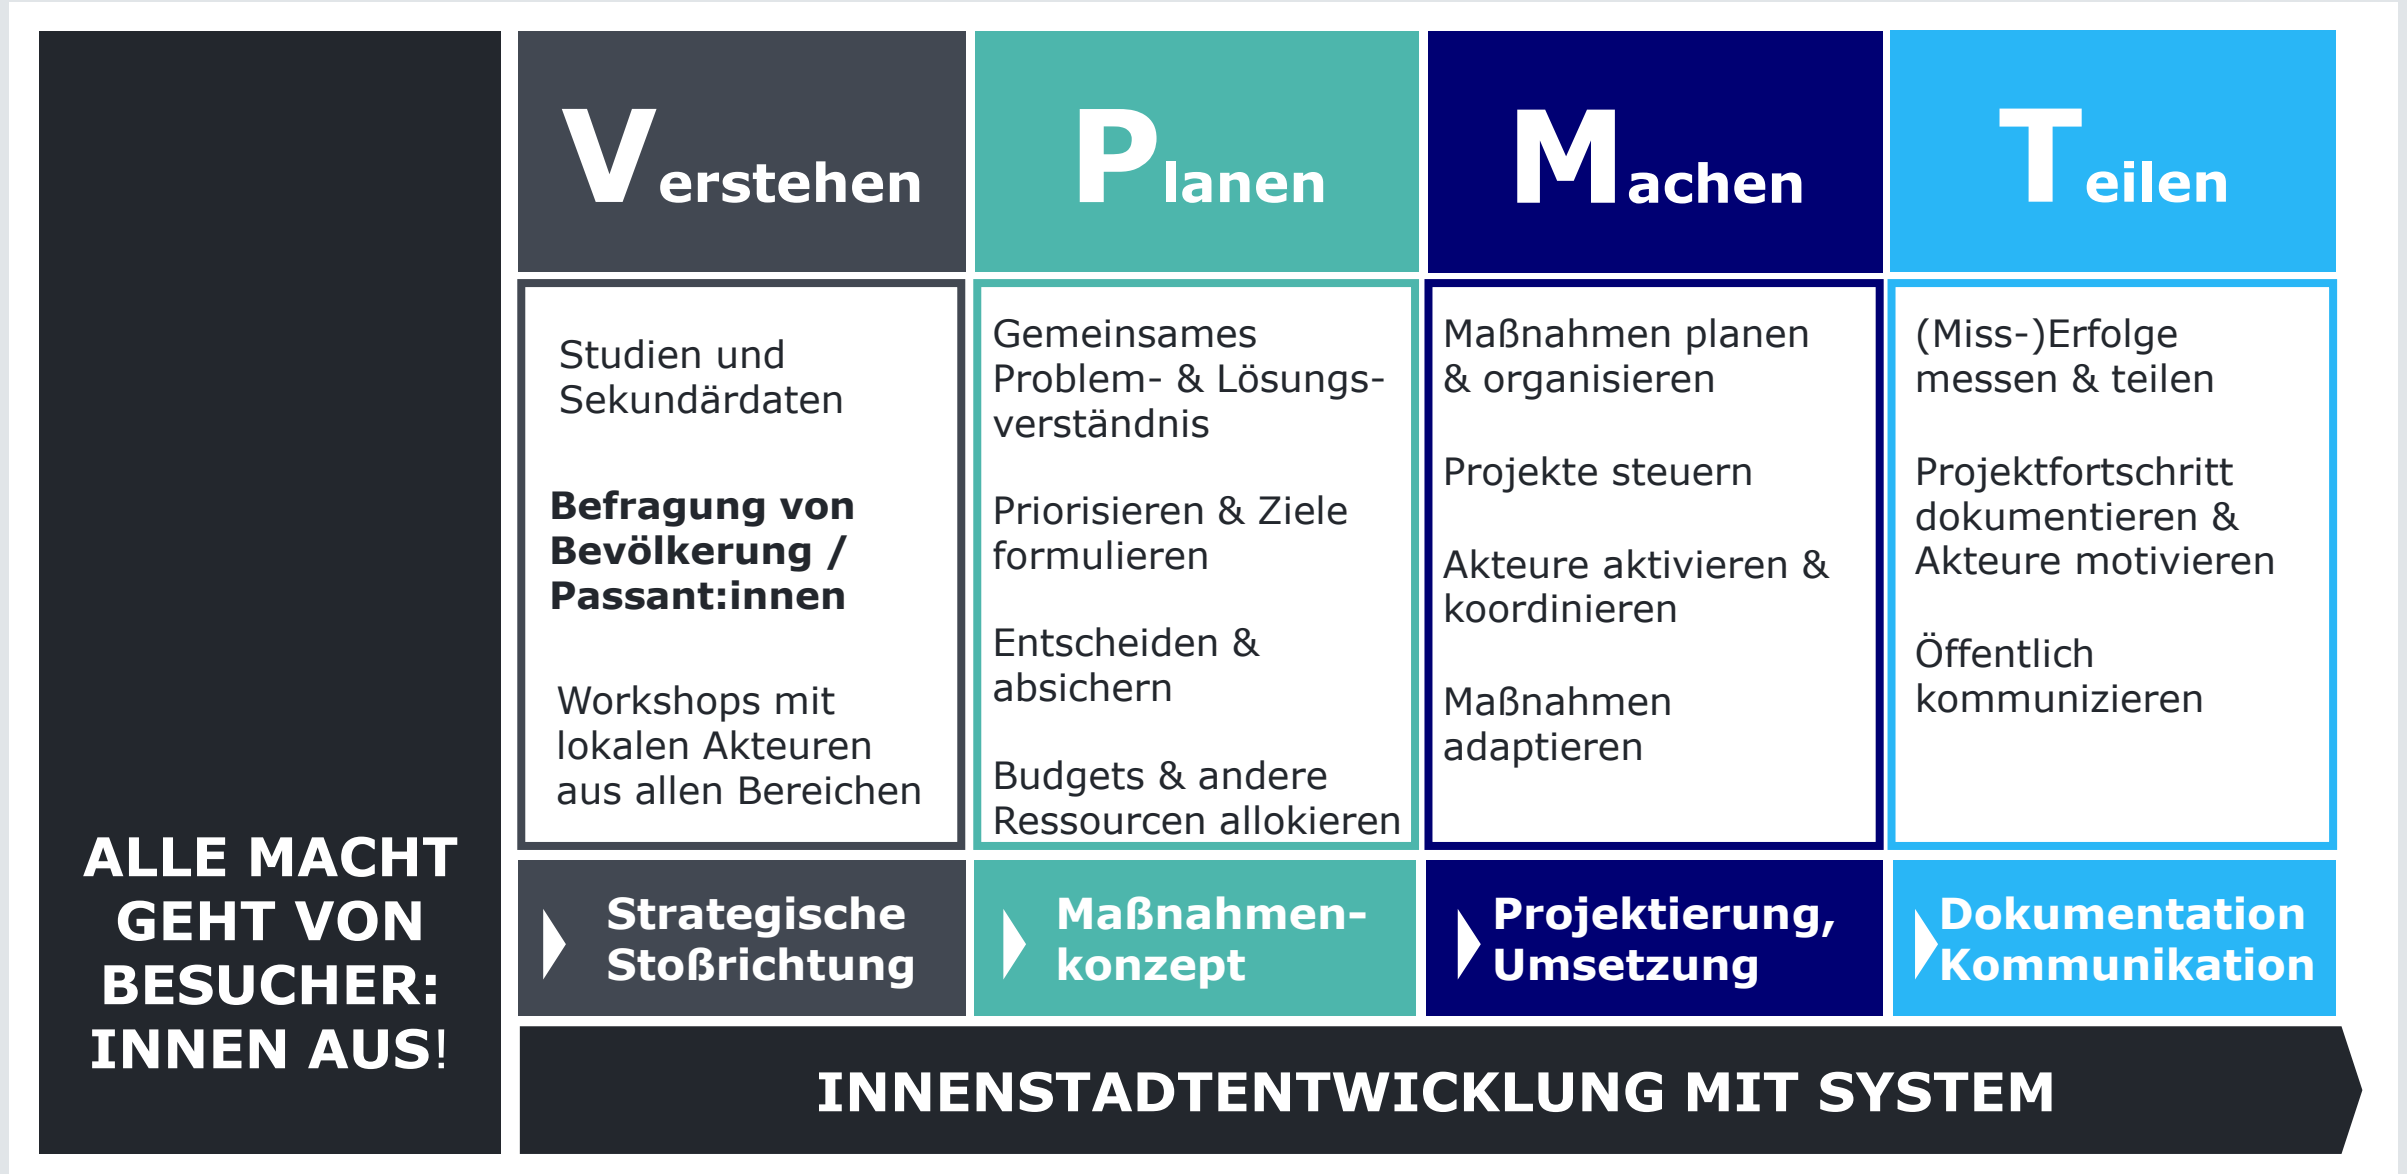 ALLE MACHT
GEHT VON
BESUCHER:
INNEN AUS!
Verstehen
Studien und
Sekundärdaten
Befragung von
Bevölkerung /
Passant:innen
Workshops mit
lokalen Akteuren
aus allen Bereichen
Strategische
Stoßrichtung
Planen
Gemeinsames
Problem- & Lösungs-
verständnis
Priorisieren & Ziele
formulieren
Entscheiden &
absichern
Budgets & andere
Ressourcen allokieren
Maßnahmen-
konzept
Machen
Maßnahmen planen
& organisieren
Projekte steuern
Akteure aktivieren &
koordinieren
Maßnahmen
adaptieren
Projektierung,
Umsetzung
Teilen
(Miss-)Erfolge
messen & teilen
Projektfortschritt
dokumentieren &
Akteure motivieren
Öffentlich
kommunizieren
Dokumentation
Kommunikation
INNENSTADTENTWICKLUNG MIT SYSTEM